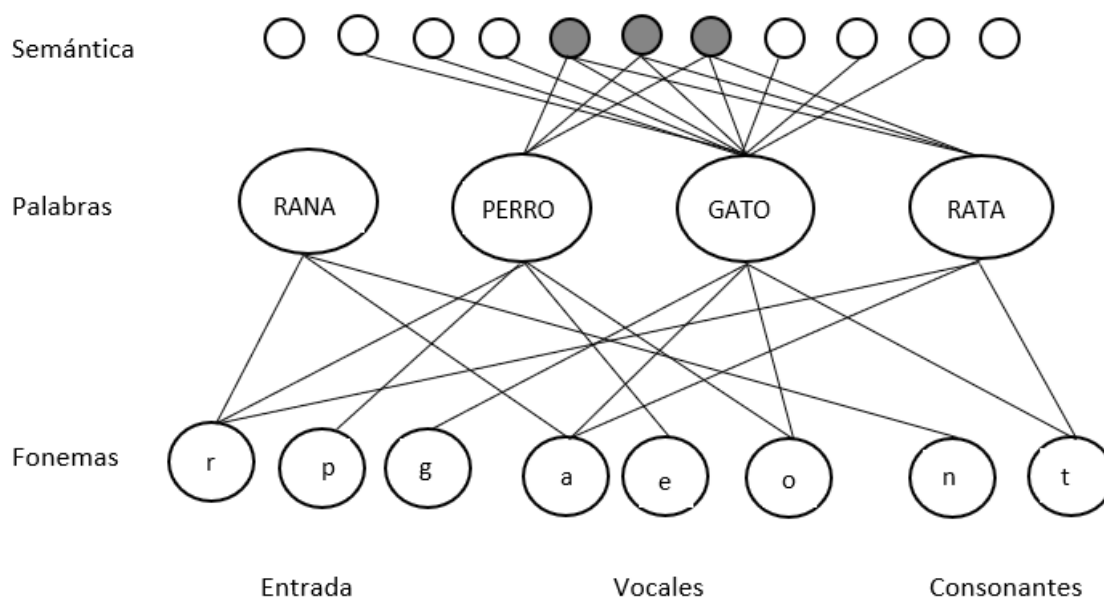 Semántica
Palabras RANA PERRO GATO RATA
Fonemas r p g a e o n t
Entrada Vocales Consonantes